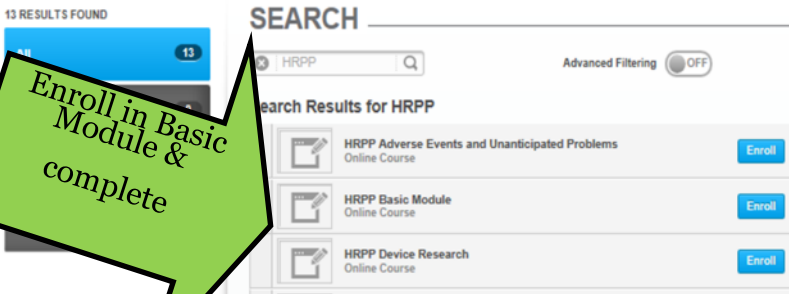 13 RESULTS FOUND
All
13
Enroll in Basic
Module &
complete
SEARCH
HRPP
Advanced Filtering
OFF
earch Results for HRPP
HRPP Adverse Events and Unanticipated Problems
Online Course
Enroll
HRPP Basic Module
Online Course
Enroll
HRPP Device Research
Online Course
Enroll